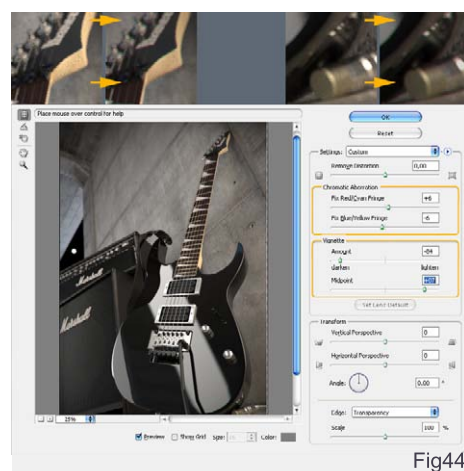 Place mouse over control for help
OK
Reset
Settings: Custom
Remove Distortion 0,00
Chromatic Aberration
Fix Red/Cyan Fringe +6
Fix Blue/Yellow Fringe -6
Vignette
Amount -84
darken lighten
Midpoint
Set Lens Default
Transform
Vertical Perspective 0
Horizontal Perspective 0
Angle: 0.00 °
Edge: Transparency
Scale 100 %
Marshall
Marshall
25%
Preview Show Grid Size: Color:
Fig44